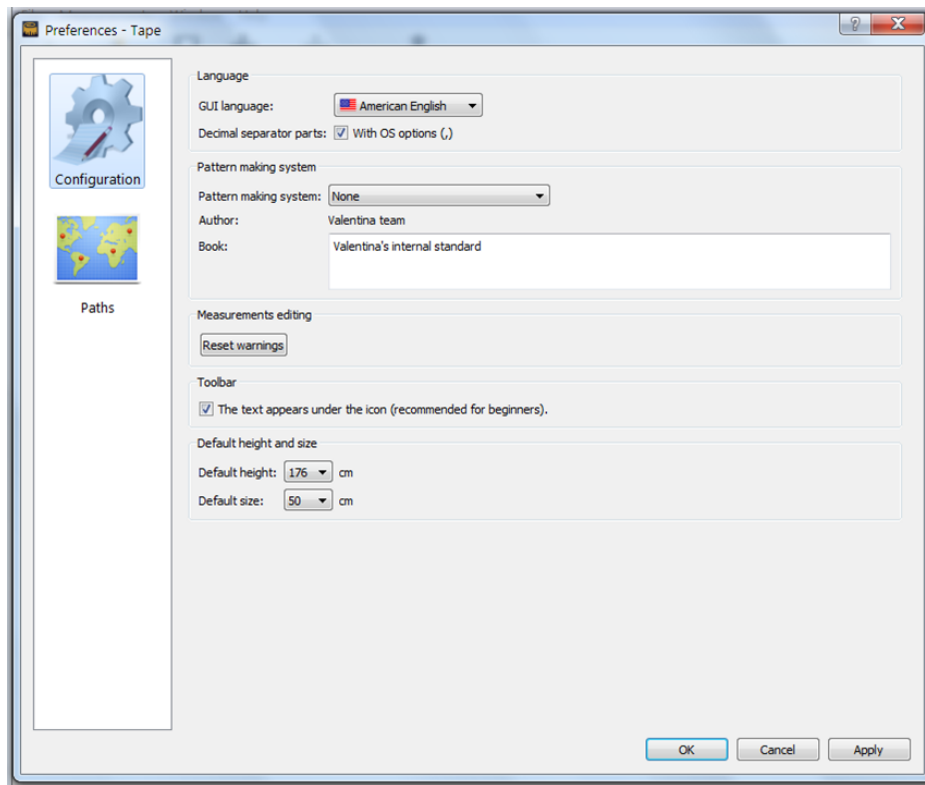 Preferences - Tape
Configuration
Paths
Language
GUI language: American English
Decimal separator parts: With OS options (,)
Pattern making system
Pattern making system: None
Author: Valentina team
Book: Valentina's internal standard
Measurements editing
Reset warnings
Toolbar
The text appears under the icon (recommended for beginners).
Default height and size
Default height: 176 cm
Default size: 50 cm
OK Cancel Apply